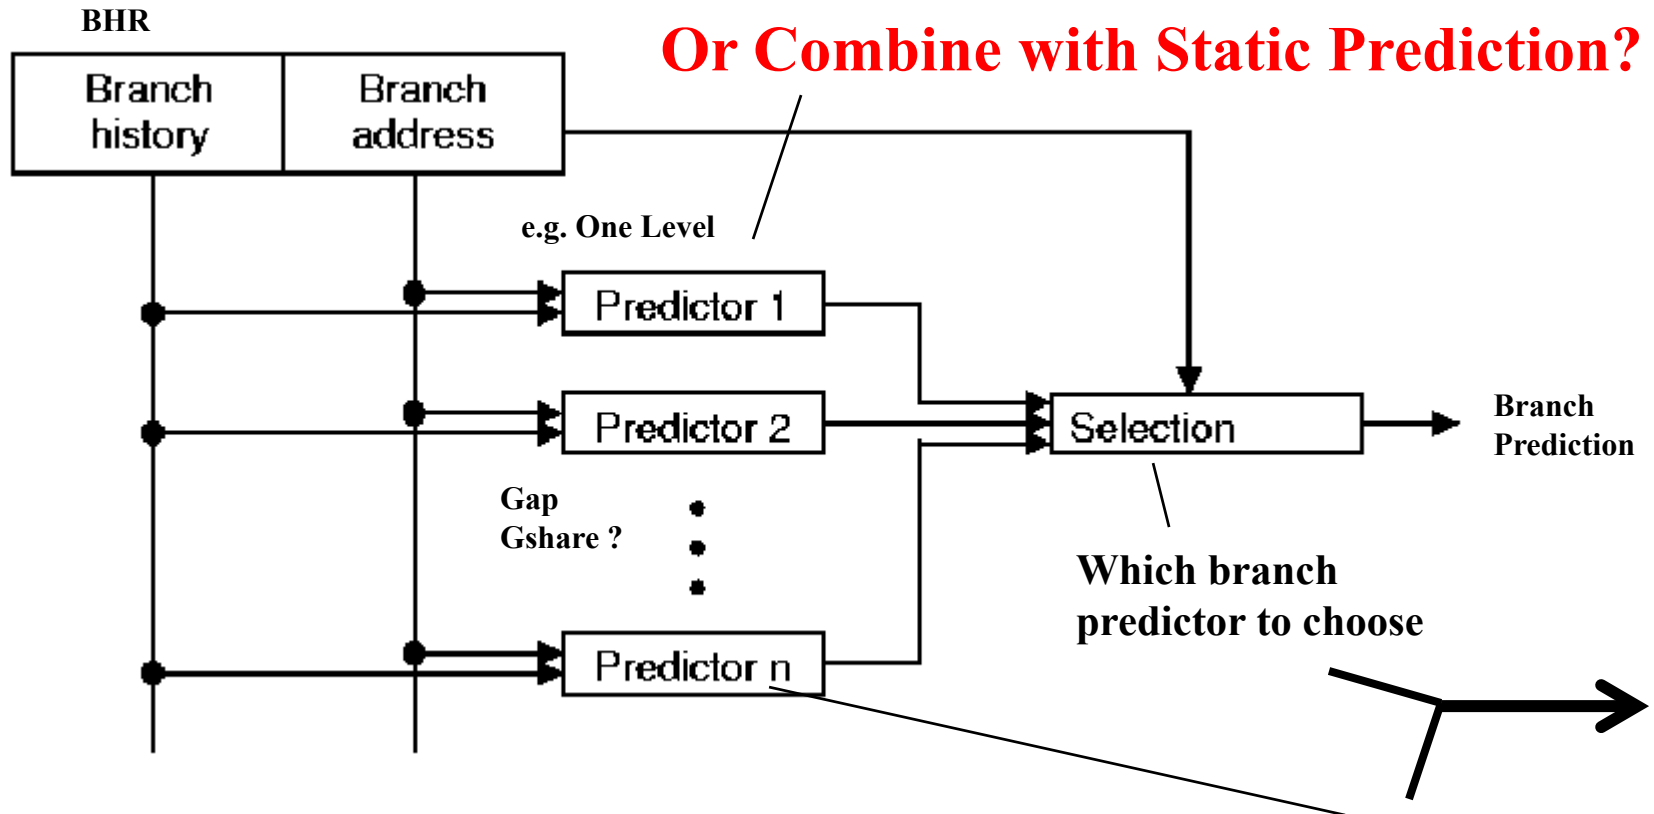 BHR
Or Combine with Static Prediction?
Branch history
Branch address
e.g. One Level
Predictor 1
Predictor 2
Selection
Branch
Prediction
Gap
Gshare ?
Which branch
predictor to choose
Predictor n